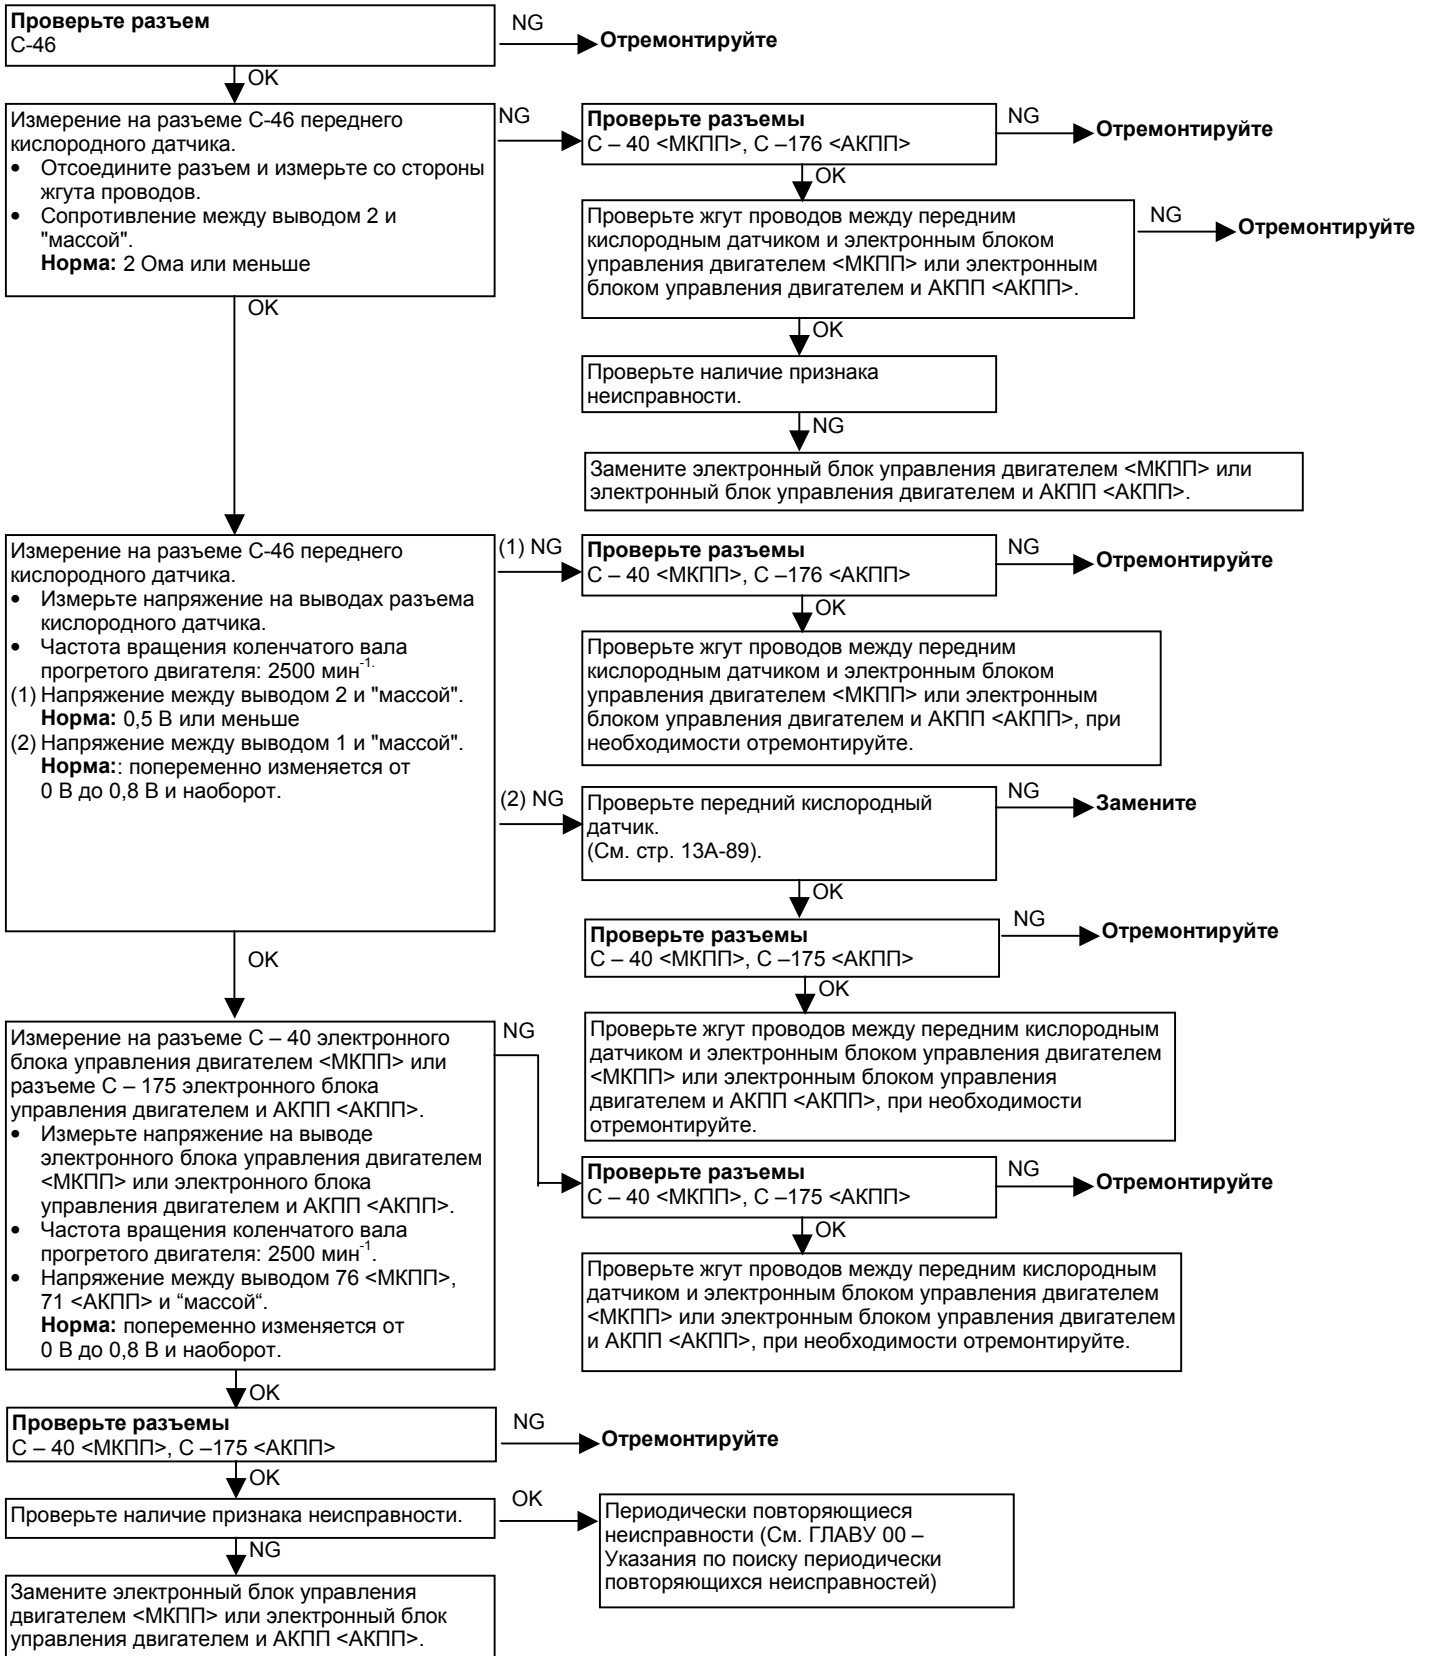 Проверьте разъем
С-46
NG
Отремонтируйте
OK
Измерение на разъеме С-46 переднего
кислородного датчика.
• Отсоедините разъем и измерьте со стороны
жгута проводов.
• Сопротивление между выводом 2 и
"массой".
Норма: 2 Ома или меньше
NG
Проверьте разъемы
С – 40 <МКПП>, С –176 <АКПП>
NG
Отремонтируйте
OK
Проверьте жгут проводов между передним
кислородным датчиком и электронным блоком
управления двигателем <МКПП> или электронным
блоком управления двигателем и АКПП <АКПП>.
NG
Отремонтируйте
OK
Проверьте наличие признака
неисправности.
NG
Замените электронный блок управления двигателем <МКПП> или
электронный блок управления двигателем и АКПП <АКПП>.
OK
Измерение на разъеме С-46 переднего
кислородного датчика.
• Измерьте напряжение на выводах разъема
кислородного датчика.
• Частота вращения коленчатого вала
прогретого двигателя: 2500 мин-1.
(1) Напряжение между выводом 2 и "массой".
Норма: 0,5 В или меньше
(2) Напряжение между выводом 1 и "массой".
Норма:: попеременно изменяется от
0 В до 0,8 В и наоборот.
(1) NG
Проверьте разъемы
С – 40 <МКПП>, С –176 <АКПП>
NG
Отремонтируйте
OK
Проверьте жгут проводов между передним
кислородным датчиком и электронным блоком
управления двигателем <МКПП> или электронным
блоком управления двигателем и АКПП <АКПП>, при
необходимости отремонтируйте.
(2) NG
Проверьте передний кислородный
датчик.
(См. стр. 13А-89).
NG
Замените
OK
Проверьте разъемы
С – 40 <МКПП>, С –175 <АКПП>
NG
Отремонтируйте
OK
Проверьте жгут проводов между передним кислородным
датчиком и электронным блоком управления двигателем
<МКПП> или электронным блоком управления
двигателем и АКПП <АКПП>, при необходимости
отремонтируйте.
OK
Измерение на разъеме С – 40 электронного
блока управления двигателем <МКПП> или
разъеме С – 175 электронного блока
управления двигателем и АКПП <АКПП>.
• Измерьте напряжение на выводе
электронного блока управления двигателем
<МКПП> или электронного блока
управления двигателем и АКПП <АКПП>.
• Частота вращения коленчатого вала
прогретого двигателя: 2500 мин-1.
• Напряжение между выводом 76 <МКПП>,
71 <АКПП> и “массой“.
Норма: попеременно изменяется от
0 В до 0,8 В и наоборот.
NG
Проверьте разъемы
С – 40 <МКПП>, С –175 <АКПП>
NG
Отремонтируйте
OK
Проверьте жгут проводов между передним кислородным
датчиком и электронным блоком управления двигателем
<МКПП> или электронным блоком управления двигателем
и АКПП <АКПП>, при необходимости отремонтируйте.
OK
Проверьте разъемы
С – 40 <МКПП>, С –175 <АКПП>
NG
Отремонтируйте
OK
Проверьте наличие признака неисправности.
OK
Периодически повторяющиеся
неисправности (См. ГЛАВУ 00 –
Указания по поиску периодически
повторяющихся неисправностей)
NG
Замените электронный блок управления
двигателем <МКПП> или электронный блок
управления двигателем и АКПП <АКПП>.